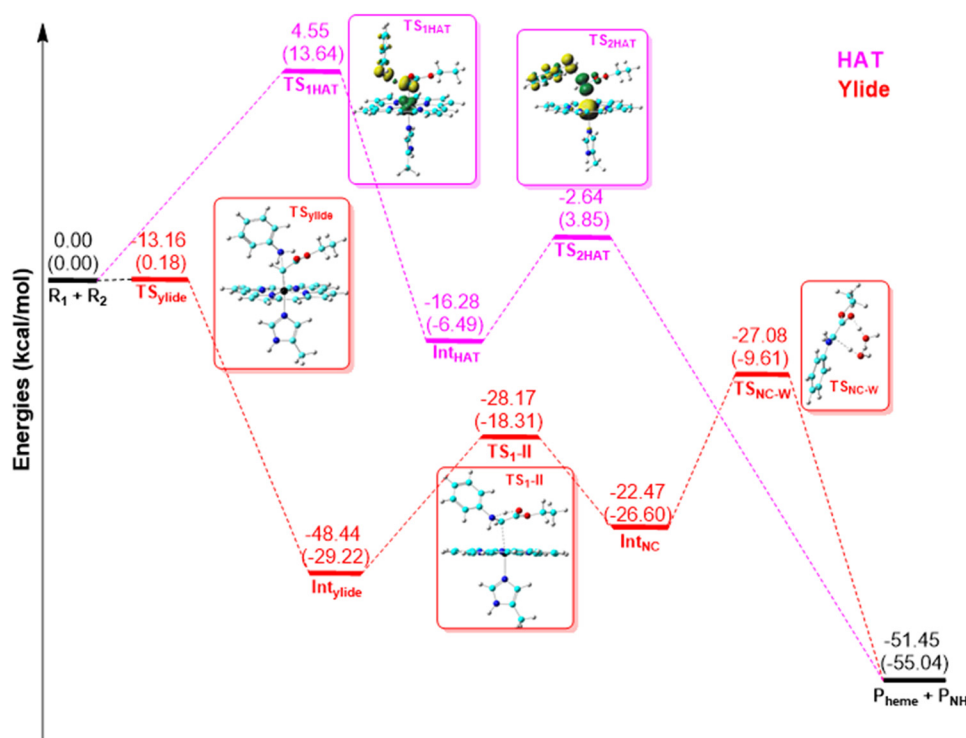 Energies (kcal/mol)
HAT
Ylide
0.00
(0.00)
R1 + R2
4.55
(13.64)
TS1HAT
TS1HAT
TS2HAT
-2.64
(3.85)
TS2HAT
-13.16
(0.18)
TSylide
TSylide
-16.28
(-6.49)
IntHAT
-27.08
(-9.61)
TSNC-W
TSNC-W
-28.17
(-18.31)
TS1-II
TS1-II
-22.47
(-26.60)
IntNC
-48.44
(-29.22)
Intylide
-51.45
(-55.04)
Pheme + PNH